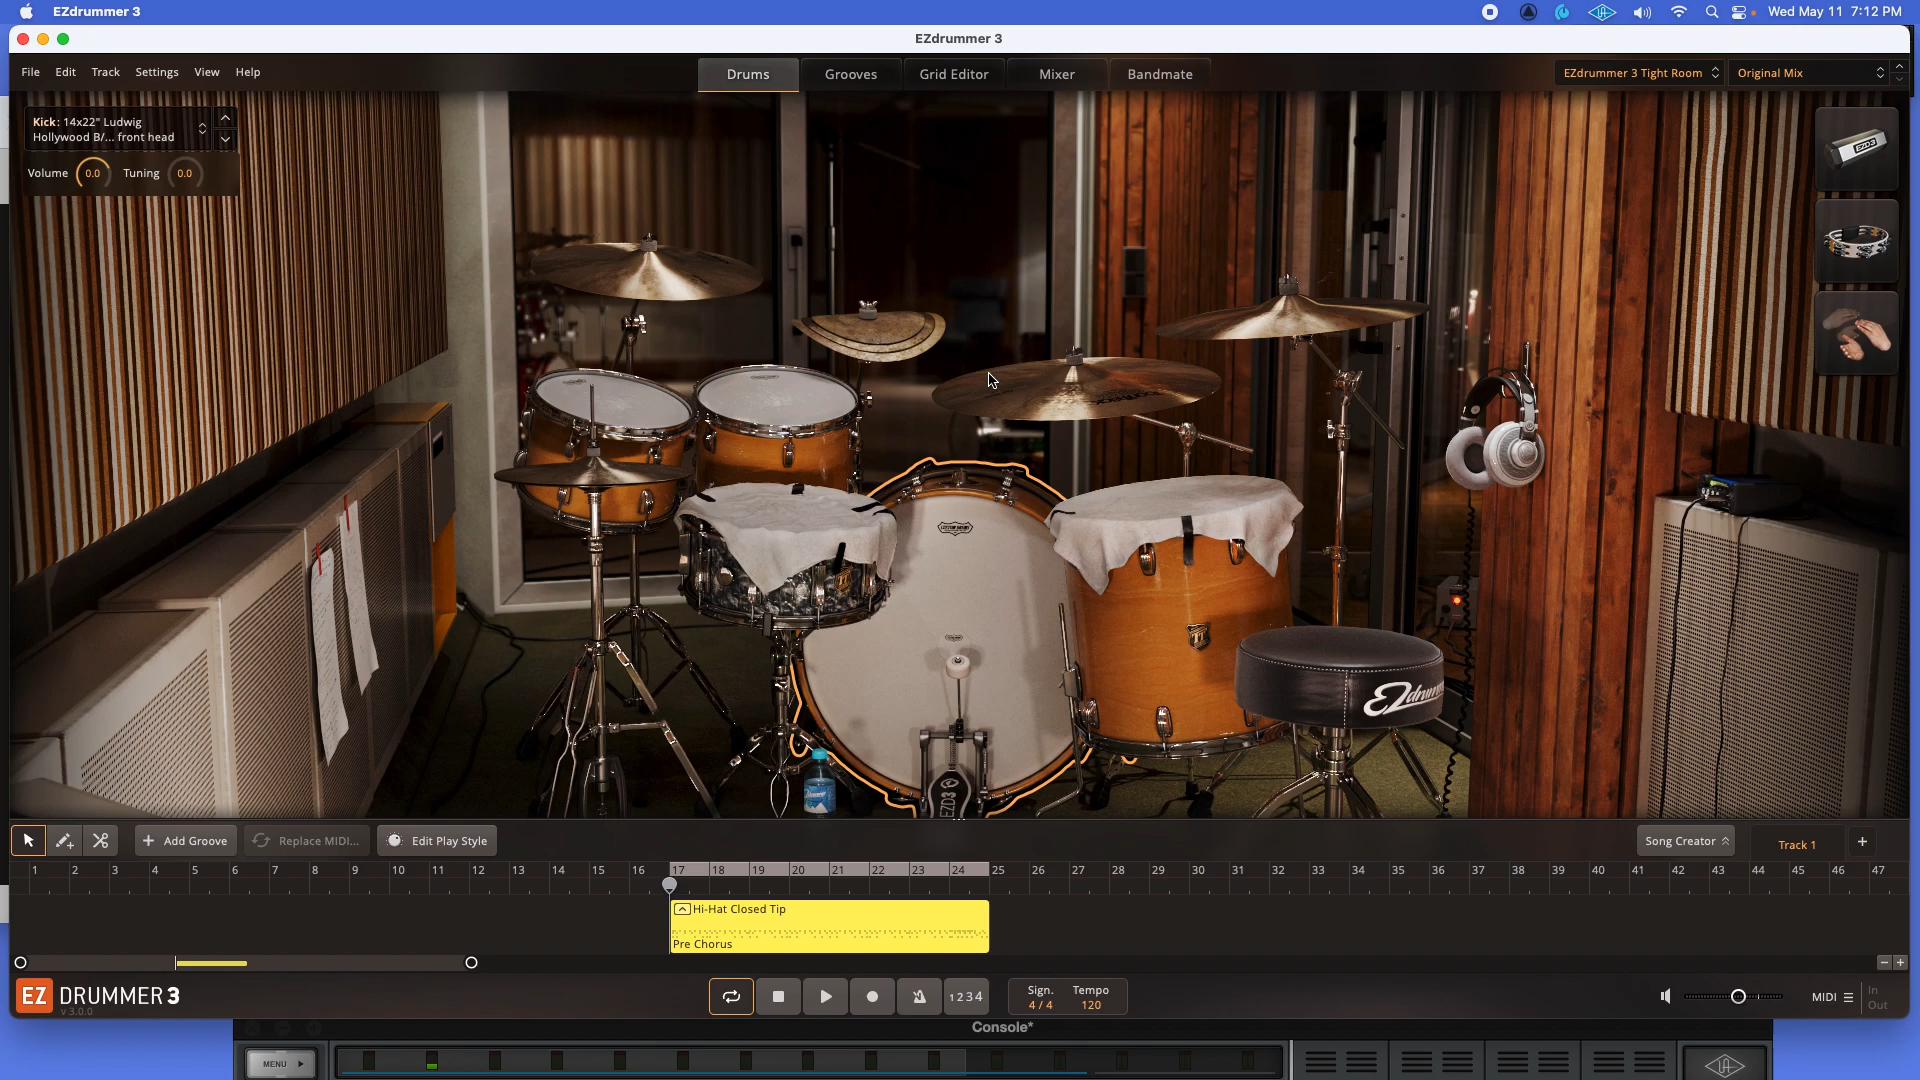 EZdrummer 3
Wed May 11 7:12 PM
EZdrummer 3
File Edit Track Settings View Help
Drums Grooves Grid Editor Mixer Bandmate
EZdrummer 3 Tight Room
Original Mix
Kick: 14x22" Ludwig
Hollywood B/... front head
Volume 0.0 Tuning 0.0
EZD3
EZD3
Add Groove
Replace MIDI...
Edit Play Style
Song Creator
Track 1
1 2 3 4 5 6 7 8 9 10 11 12 13 14 15 16 17 18 19 20 21 22 23 24 25 26 27 28 29 30 31 32 33 34 35 36 37 38 39 40 41 42 43 44 45 46 47
Hi-Hat Closed Tip
Pre Chorus
EZ DRUMMER 3
v 3.0.0
1 2 3 4
Sign. Tempo
4 / 4 120
MIDI
In
Out
Console*
MENU